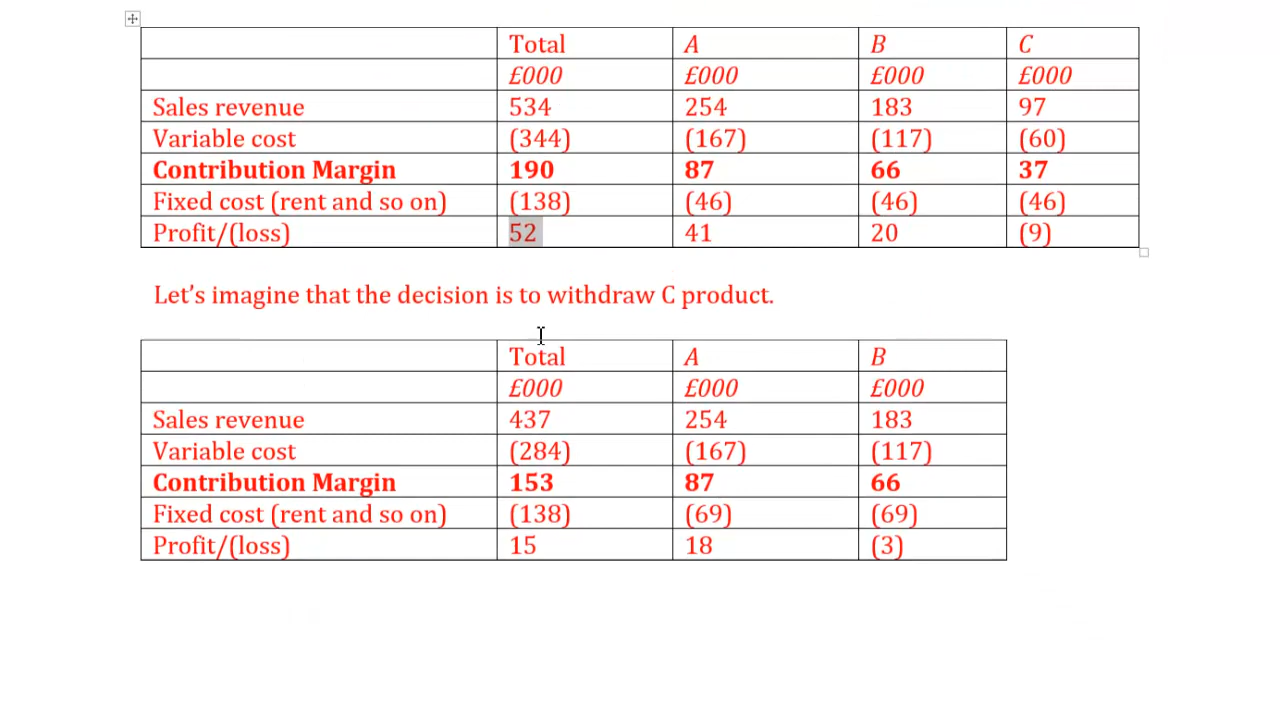 Total A B C
£000 £000 £000 £000
Sales revenue 534 254 183 97
Variable cost (344) (167) (117) (60)
Contribution Margin 190 87 66 37
Fixed cost (rent and so on) (138) (46) (46) (46)
Profit/(loss) 52 41 20 (9)
Let’s imagine that the decision is to withdraw C product.
Total A B
£000 £000 £000
Sales revenue 437 254 183
Variable cost (284) (167) (117)
Contribution Margin 153 87 66
Fixed cost (rent and so on) (138) (69) (69)
Profit/(loss) 15 18 (3)